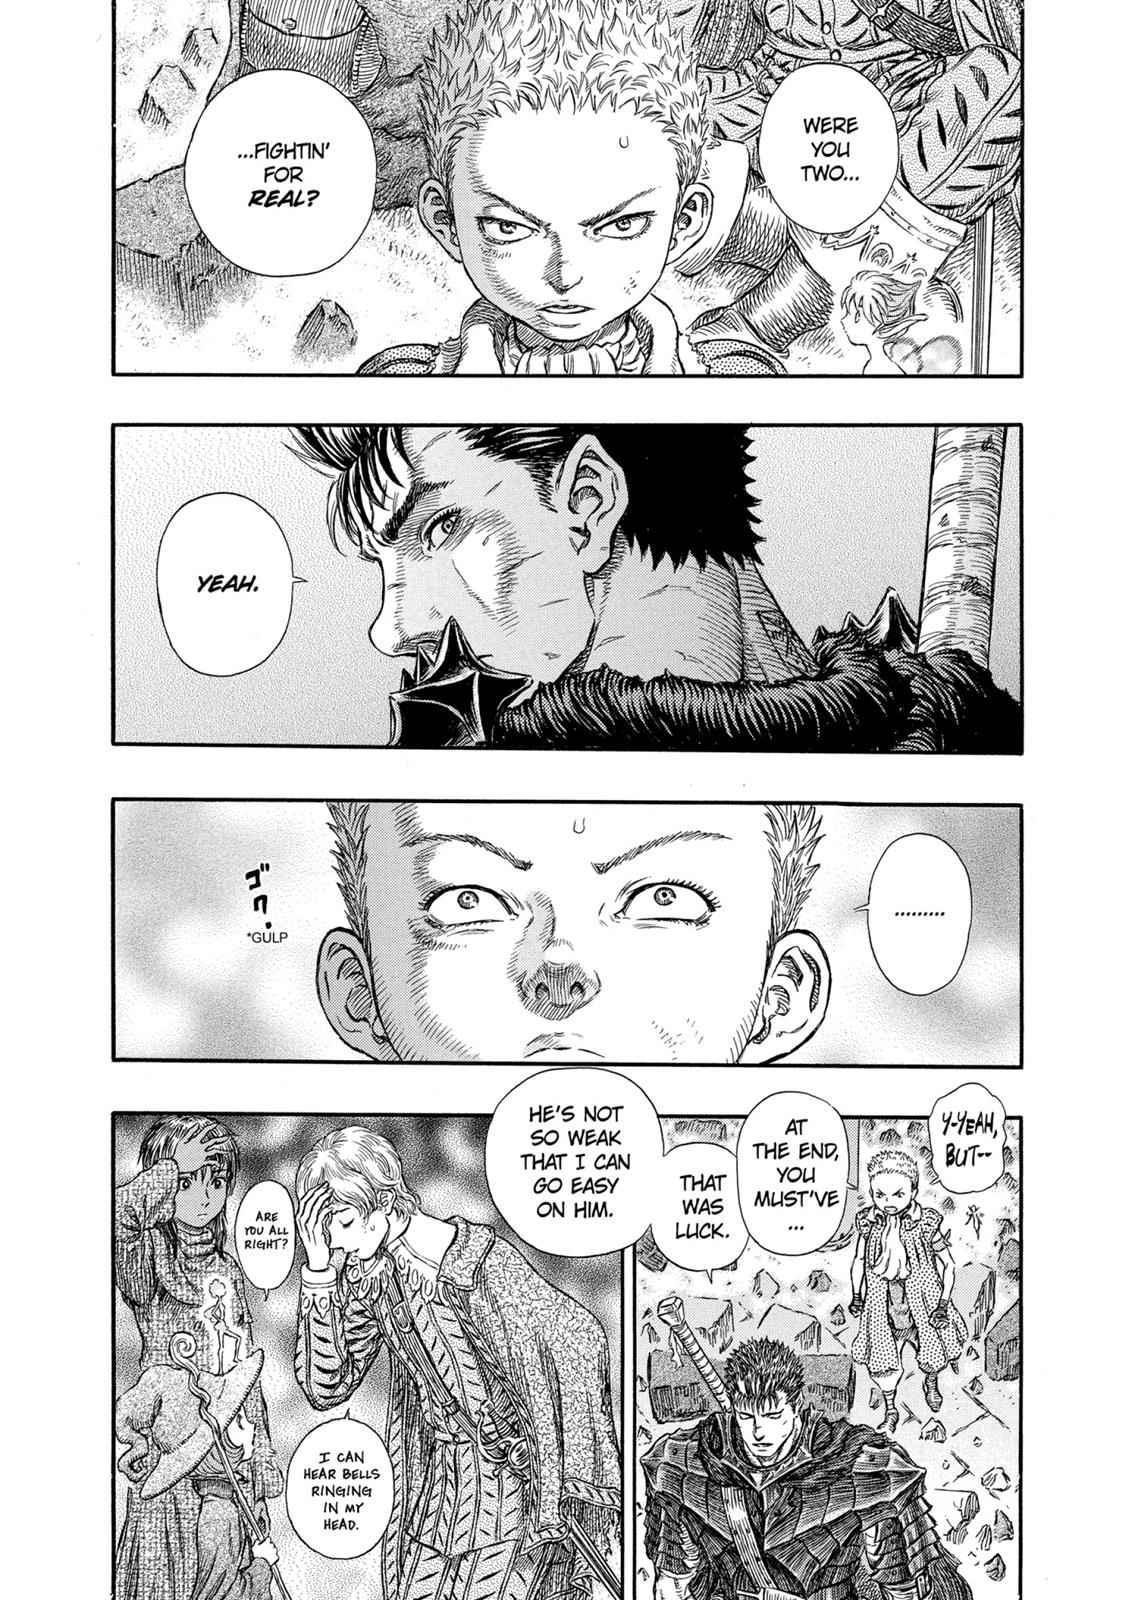 WERE
YOU
TWO...
...FIGHTIN'
FOR
REAL?
YEAH.
.........
ゴクッ
*GULP
Y-YEAH,
BUT--
AT
THE END,
YOU
MUST'VE
...
THAT
WAS
LUCK.
HE'S NOT
SO WEAK
THAT I CAN
GO EASY
ON HIM.
ARE
YOU ALL
RIGHT?
I CAN
HEAR BELLS
RINGING
IN MY
HEAD.